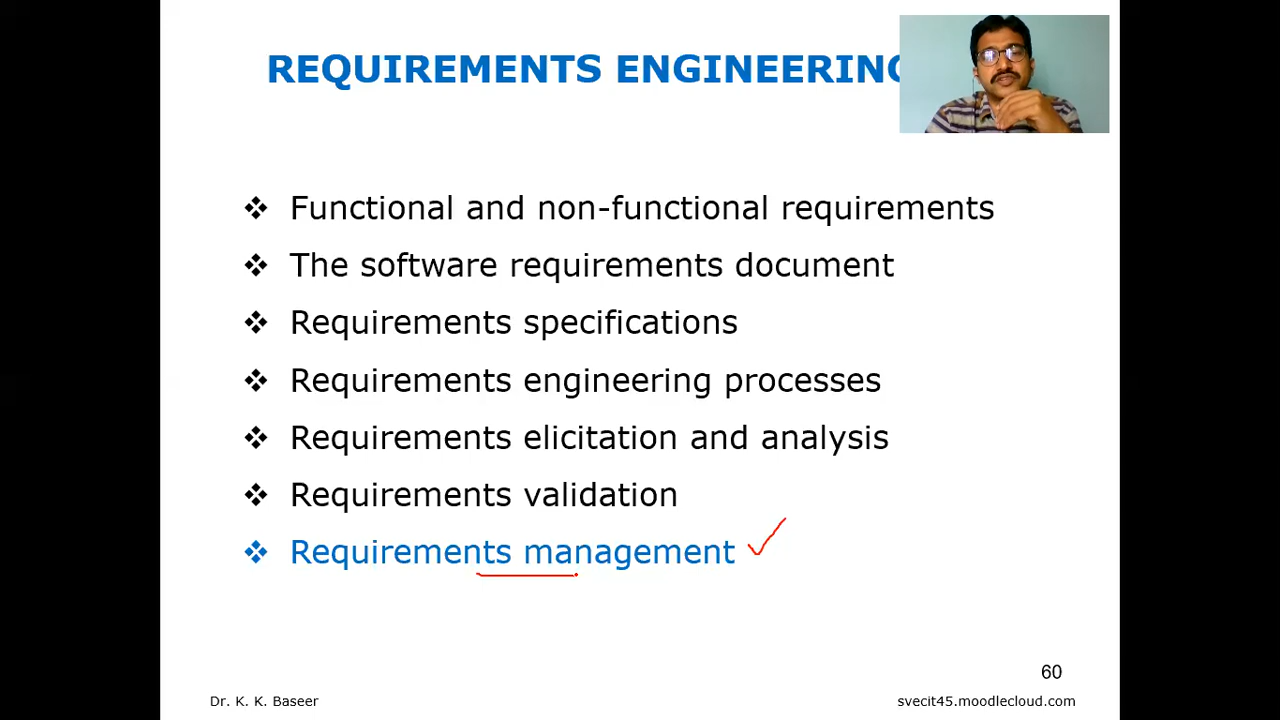 REQUIREMENTS ENGINEERING
❖ Functional and non-functional requirements
❖ The software requirements document
❖ Requirements specifications
❖ Requirements engineering processes
❖ Requirements elicitation and analysis
❖ Requirements validation
❖ Requirements management
60
Dr. K. K. Baseer
svecit45.moodlecloud.com